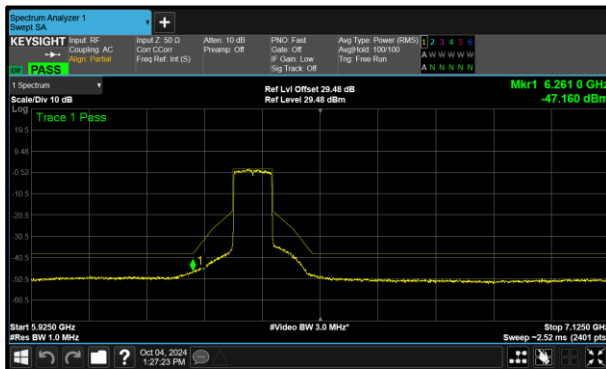 Spectrum Analyzer 1
Swept SA
KEYSIGHT Input: RF Input Z: 50 Ω Atten: 10 dB PNO: Fast Avg Type: Power (RMS) 1 2 3 4 5 6
Coupling: AC Corr CCorr Preamp: Off Gate: Off Avg|Hold: 100/100 A W W W W W
Align: Partial Freq Ref: Int (S) IF Gain: Low Trig: Free Run A N N N N N
PASS Sig Track: Off
1 Spectrum Ref Lvl Offset 29.48 dB Mkr1 6.261 0 GHz
Scale/Div 10 dB Ref Level 29.48 dBm -47.160 dBm
Log
Trace 1 Pass
19.5
9.48
-0.52
-10.5
-20.5
-30.5
-40.5
1
-50.5
-60.5
Start 5.9250 GHz #Video BW 3.0 MHz* Stop 7.1250 GHz
#Res BW 1.0 MHz Sweep ~2.52 ms (2401 pts)
Oct 04, 2024
1:27:23 PM